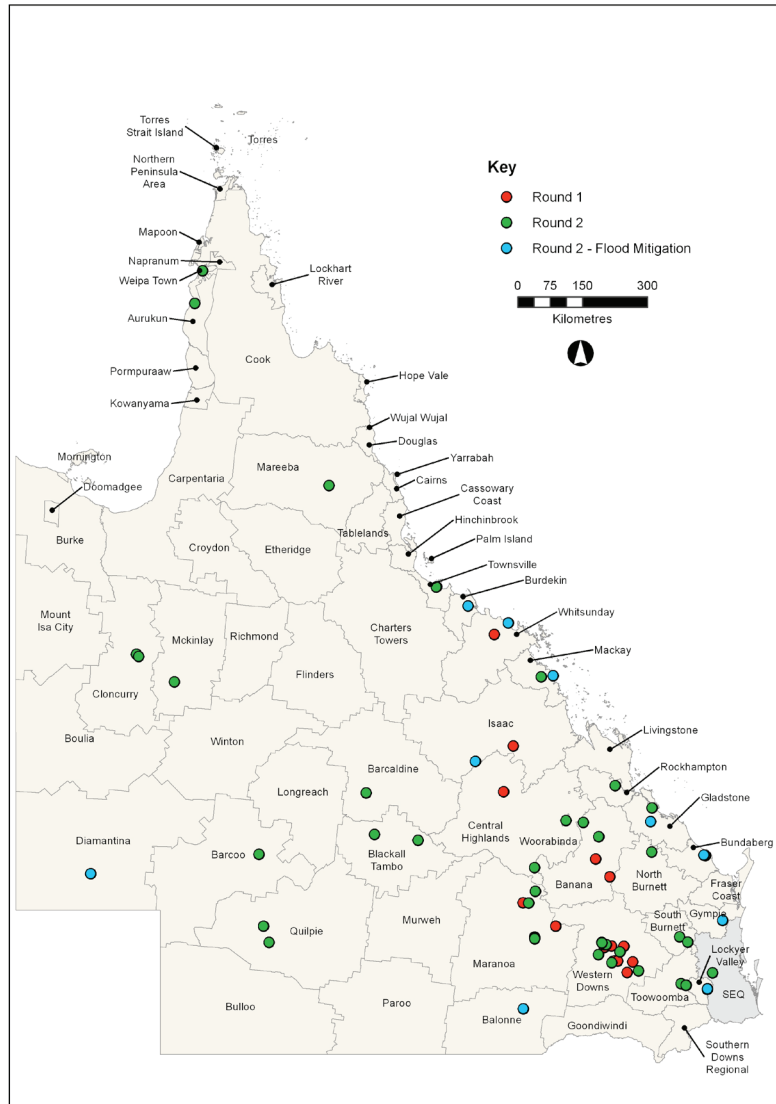 Torres
Strait Island
Torres
Northern
Peninsula
Area
Key
Round 1
Round 2
Round 2 - Flood Mitigation
Mapoon
Napranum
Weipa Town
Lockhart
River
0 75 150 300
Kilometres
Aurukun
Cook
Pormpuraaw
Hope Vale
Kowanyama
Wujal Wujal
Douglas
Mornington
Mareeba
Yarrabah
Carpentaria
Doomadgee
Cairns
Cassowary
Coast
Hinchinbrook
Tablelands
Burke
Croydon
Etheridge
Palm Island
Townsville
Burdekin
Mount
Isa City
Whitsunday
Charters
Towers
Mckinlay
Richmond
Mackay
Flinders
Cloncurry
Isaac
Livingstone
Boulia
Winton
Barcaldine
Rockhampton
Longreach
Gladstone
Central
Highlands
Diamantina
Woorabinda
Bundaberg
Barcoo
Blackall
Tambo
Banana
North
Burnett
Fraser
Coast
South
Burnett
Gympie
Quilpie
Murweh
Maranoa
Lockyer
Valley
Western
Downs
SEQ
Toowoomba
Bulloo
Paroo
Balonne
Goondiwindi
Southern
Downs
Regional